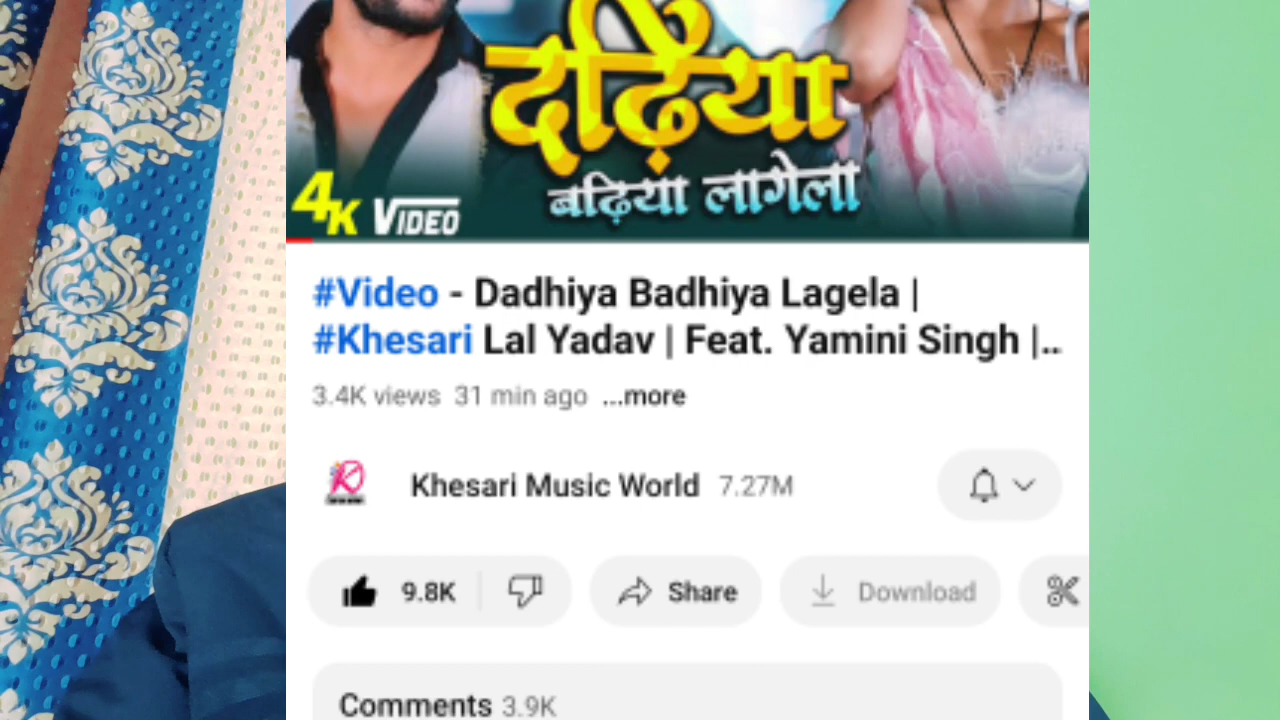 दढ़िया
बढ़िया लागेला
4K VIDEO
#Video - Dadhiya Badhiya Lagela |
#Khesari Lal Yadav | Feat. Yamini Singh |..
3.4K views 31 min ago ...more
Khesari Music World 7.27M
9.8K Share Download
Comments 3.9K